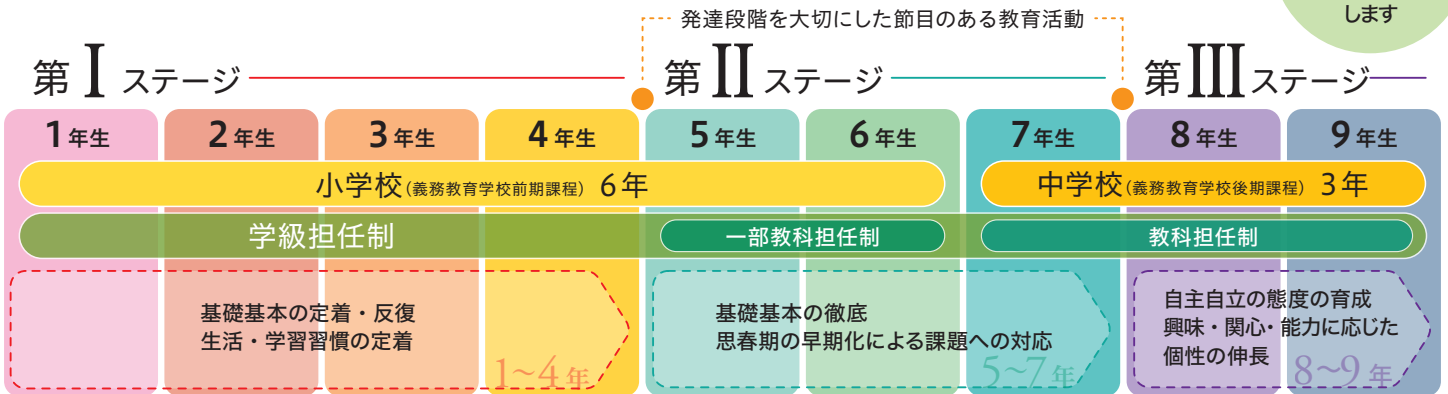 します
発達段階を大切にした節目のある教育活動
第Ⅰステージ
第Ⅱステージ
第Ⅲステージ
1年生
2年生
3年生
4年生
5年生
6年生
7年生
8年生
9年生
小学校(義務教育学校前期課程) 6年
中学校(義務教育学校後期課程) 3年
学級担任制
一部教科担任制
教科担任制
基礎基本の定着・反復
生活・学習習慣の定着
1~4年
基礎基本の徹底
思春期の早期化による課題への対応
5~7年
自主自立の態度の育成
興味・関心・能力に応じた
個性の伸長
8~9年